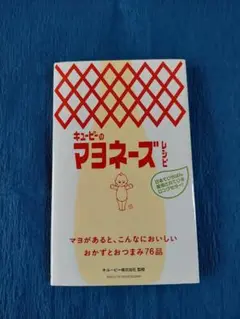 キユーピーの
マヨネーズ
レシピ
マヨがあると、こんなにおいしい
おかずとおつまみ76品
キユーピー株式会社 監修